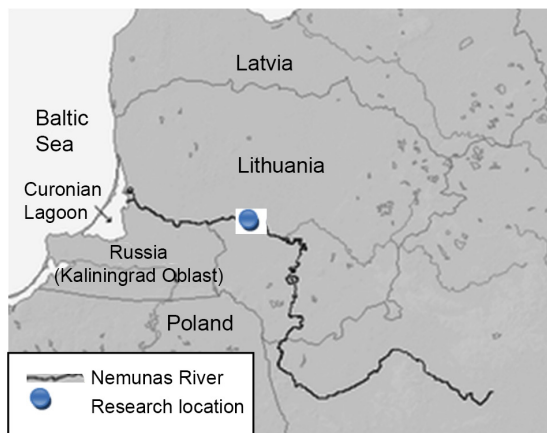 Latvia
Baltic
Sea
Lithuania
Curonian
Lagoon
Russia
(Kaliningrad Oblast)
Poland
Nemunas River
Research location